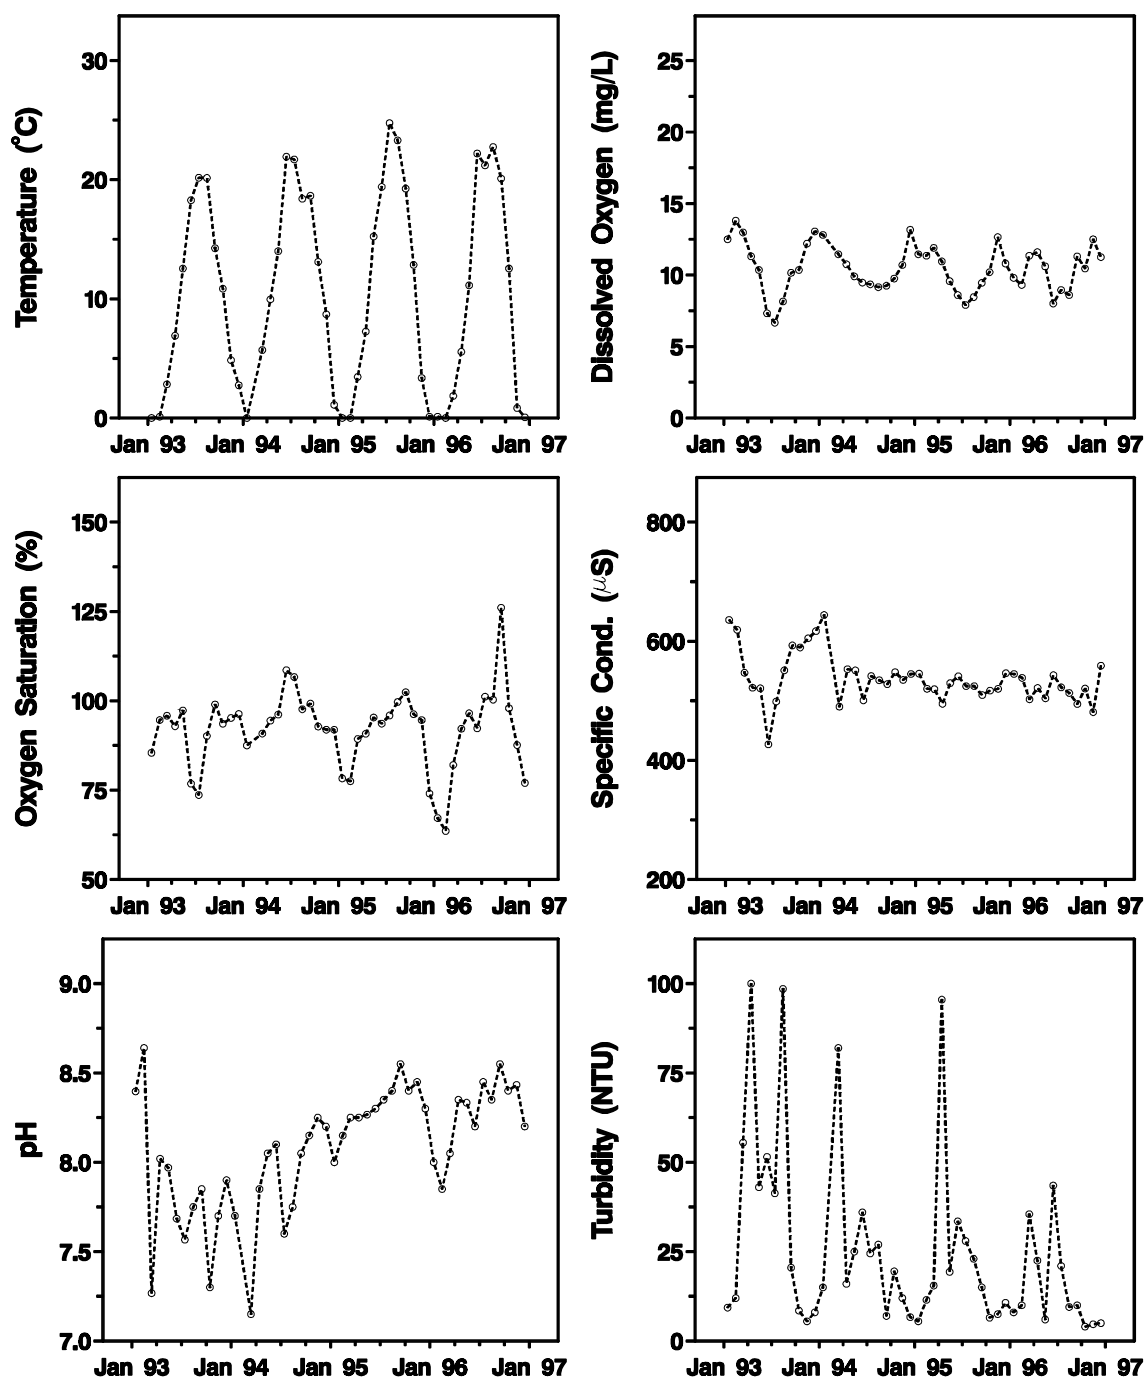 Temperature (°C)
30
20
10
0
Jan 93 Jan 94 Jan 95 Jan 96 Jan 97
Dissolved Oxygen (mg/L)
25
20
15
10
5
0
Jan 93 Jan 94 Jan 95 Jan 96 Jan 97
Oxygen Saturation (%)
150
125
100
75
50
Jan 93 Jan 94 Jan 95 Jan 96 Jan 97
Specific Cond. (μS)
800
600
400
200
Jan 93 Jan 94 Jan 95 Jan 96 Jan 97
pH
9.0
8.5
8.0
7.5
7.0
Jan 93 Jan 94 Jan 95 Jan 96 Jan 97
Turbidity (NTU)
100
75
50
25
0
Jan 93 Jan 94 Jan 95 Jan 96 Jan 97